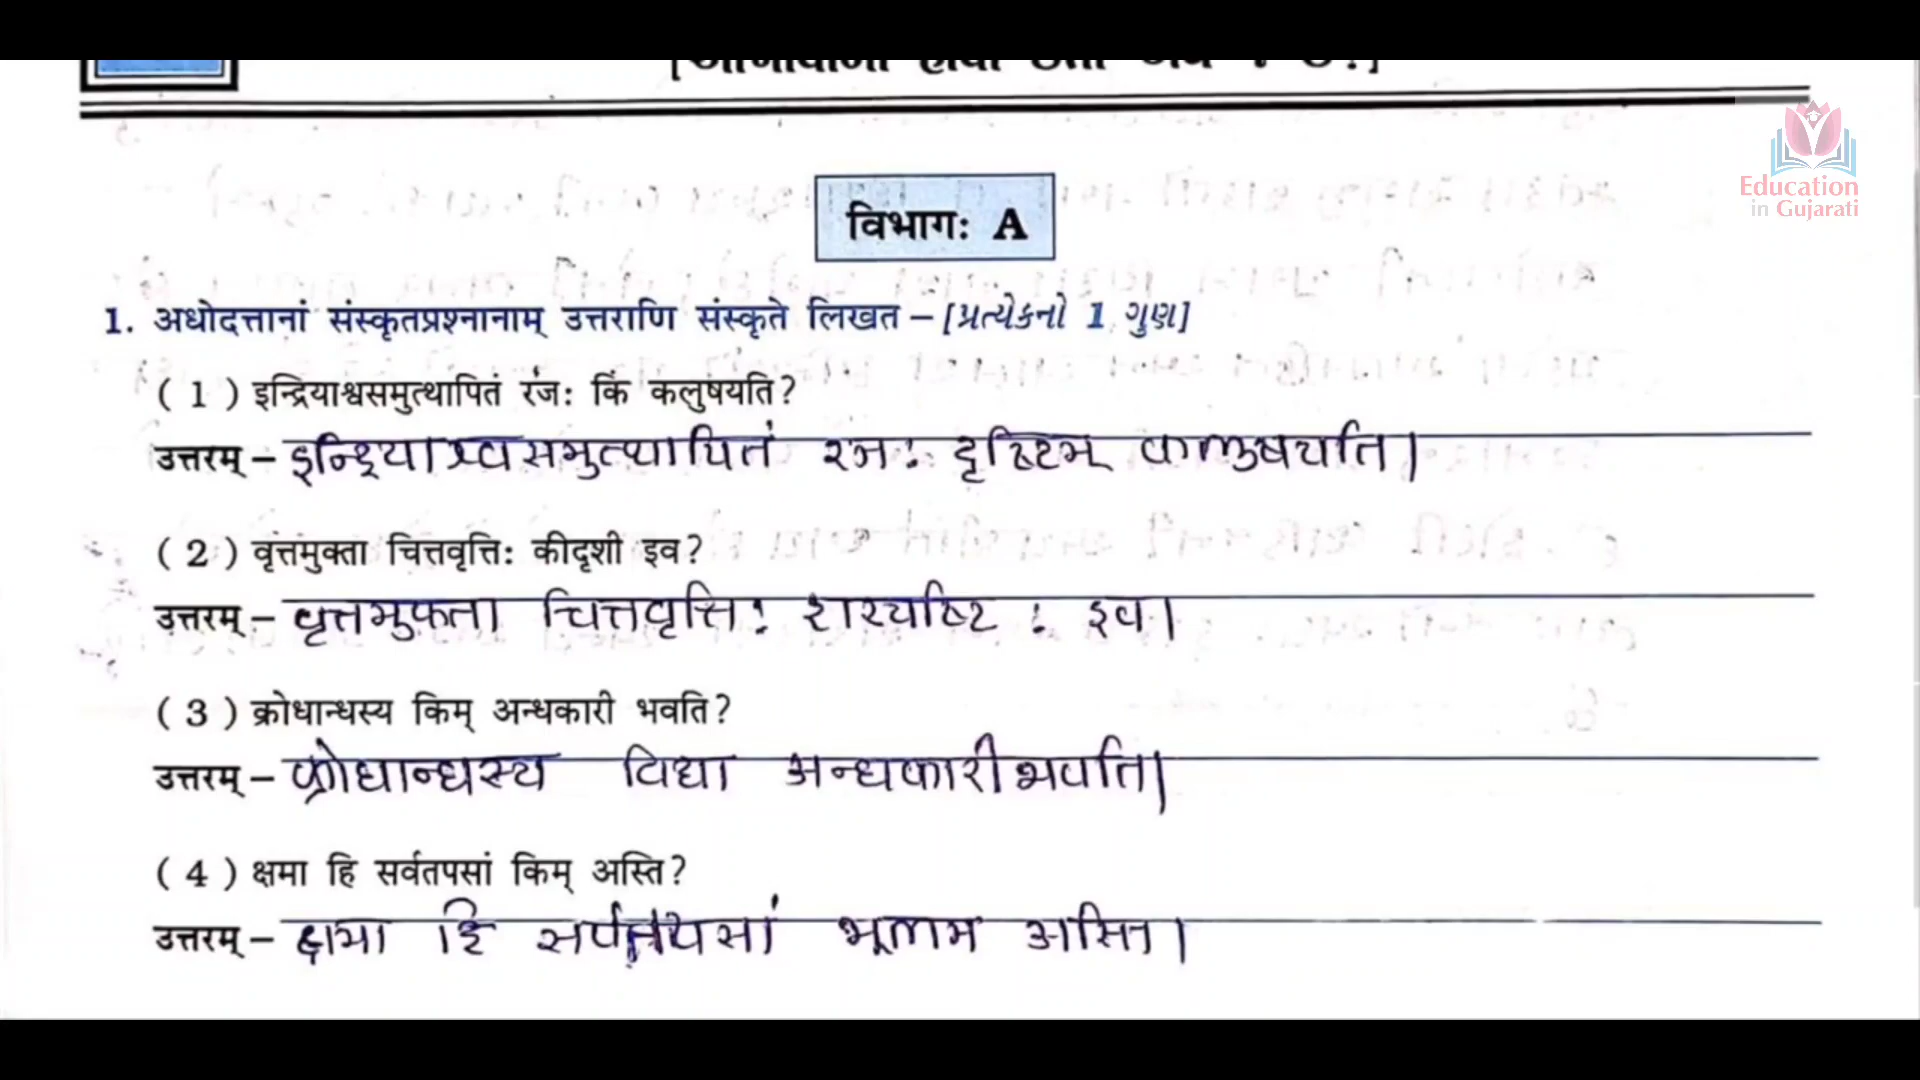 Education
in Gujarati
विभागः A
1. अधोदत्तानां संस्कृतप्रश्नानाम् उत्तराणि संस्कृते लिखत – [પ્રત્યેકનો 1 ગુણ]
( 1 ) इन्द्रियाश्वसमुत्थापितं रजः किं कलुषयति?
उत्तरम् – इन्द्रियाश्वसमुत्थापितं रजः दृष्टिम् कलुषयति।
( 2 ) वृत्तमुक्ता चित्तवृत्तिः कीदृशी इव?
उत्तरम् – वृत्तमुक्ता चित्तवृत्तिः शरयष्टिः इव।
( 3 ) क्रोधान्धस्य किम् अन्धकारी भवति?
उत्तरम् – क्रोधान्धस्य विद्या अन्धकारी भवति।
( 4 ) क्षमा हि सर्वतपसां किम् अस्ति?
उत्तरम् – क्षमा हि मूलम अस्ति।